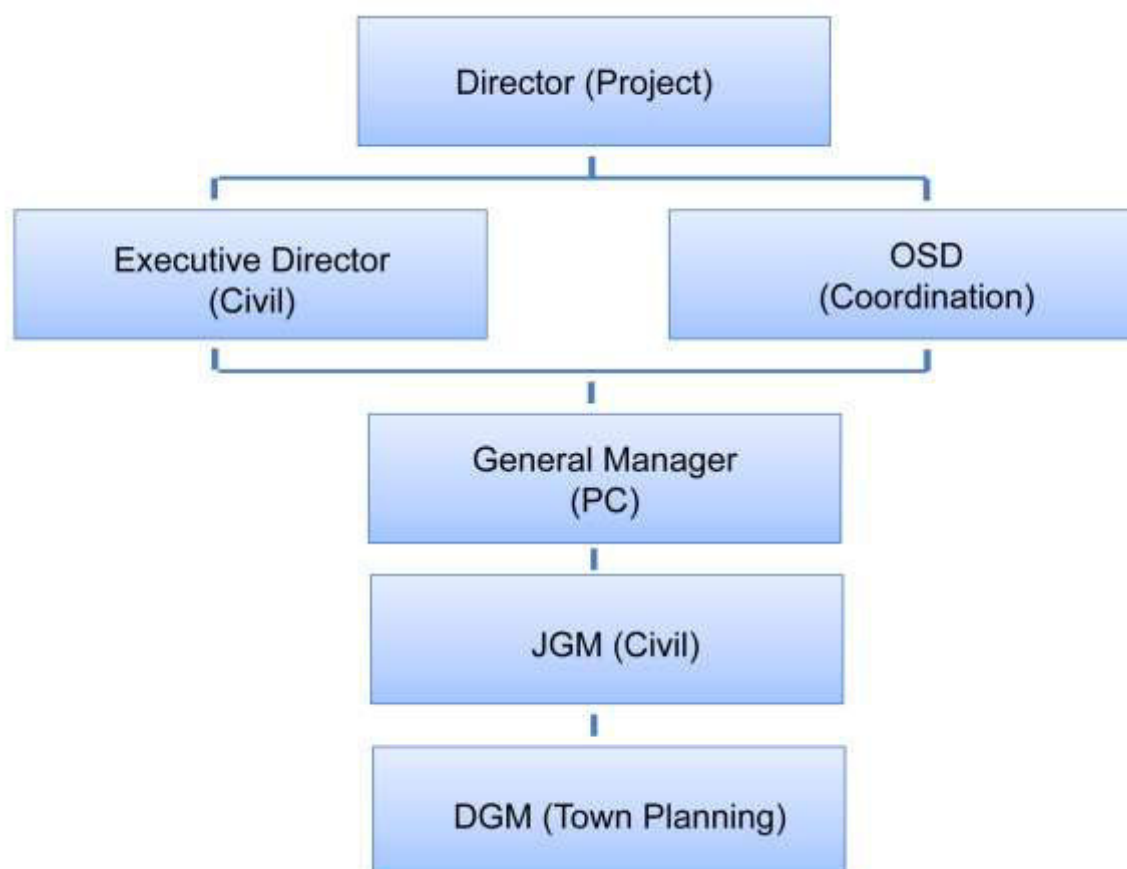 Director (Project)
Executive Director
(Civil)
OSD
(Coordination)
General Manager
(PC)
JGM (Civil)
DGM (Town Planning)